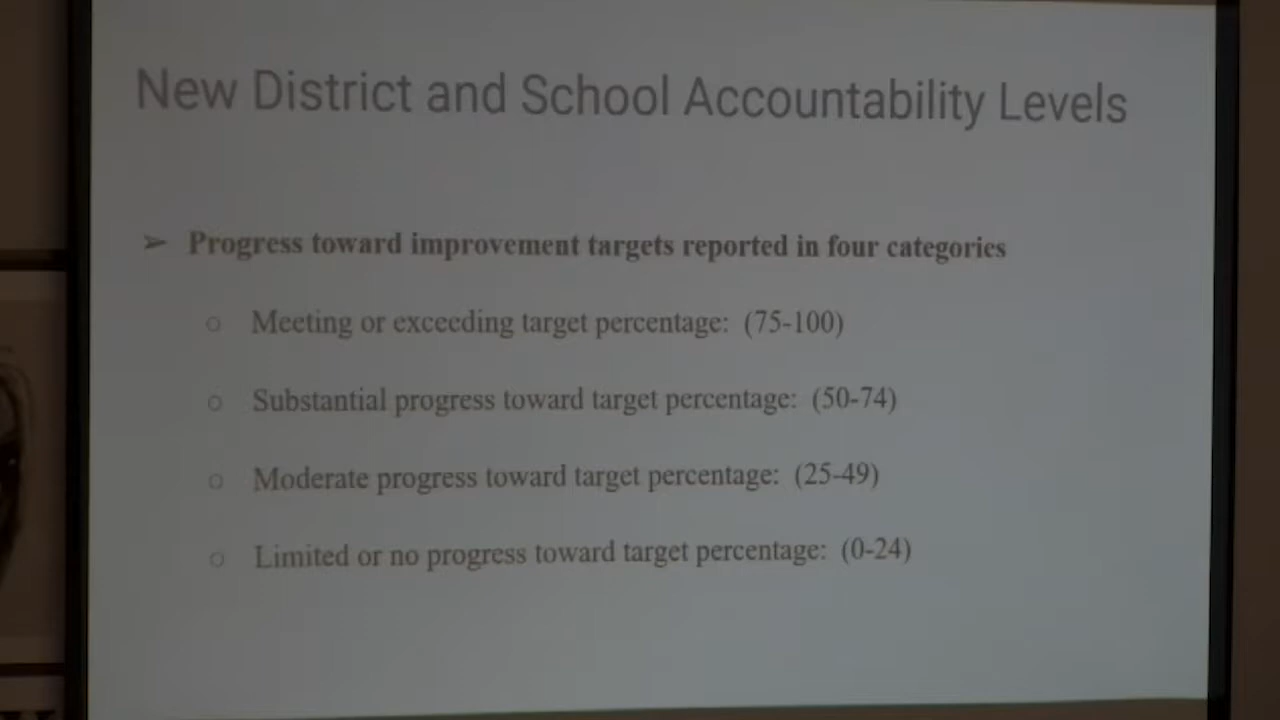 New District and School Accountability Levels
➢ Progress toward improvement targets reported in four categories
○ Meeting or exceeding target percentage: (75-100)
○ Substantial progress toward target percentage: (50-74)
○ Moderate progress toward target percentage: (25-49)
○ Limited or no progress toward target percentage: (0-24)